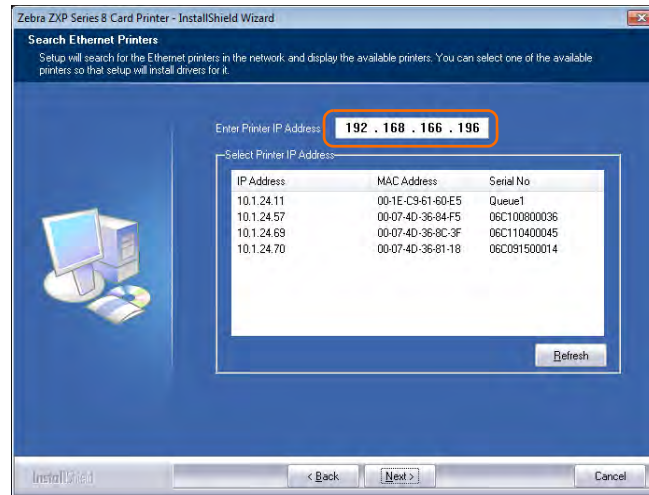 Zebra ZXP Series 8 Card Printer - InstallShield Wizard
Search Ethernet Printers
Setup will search for the Ethernet printers in the network and display the available printers. You can select one of the available
printers so that setup will install drivers for it.
Enter Printer IP Address 192 . 168 . 166 . 196
Select Printer IP Address
IP Address MAC Address Serial No
10.1.24.11 00-1E-C9-61-60-E5 Queue1
10.1.24.57 00-07-4D-36-84-F5 06C100800036
10.1.24.69 00-07-4D-36-8C-3F 06C110400045
10.1.24.70 00-07-4D-36-81-18 06C091500014
Refresh
InstallShield < Back Next > Cancel